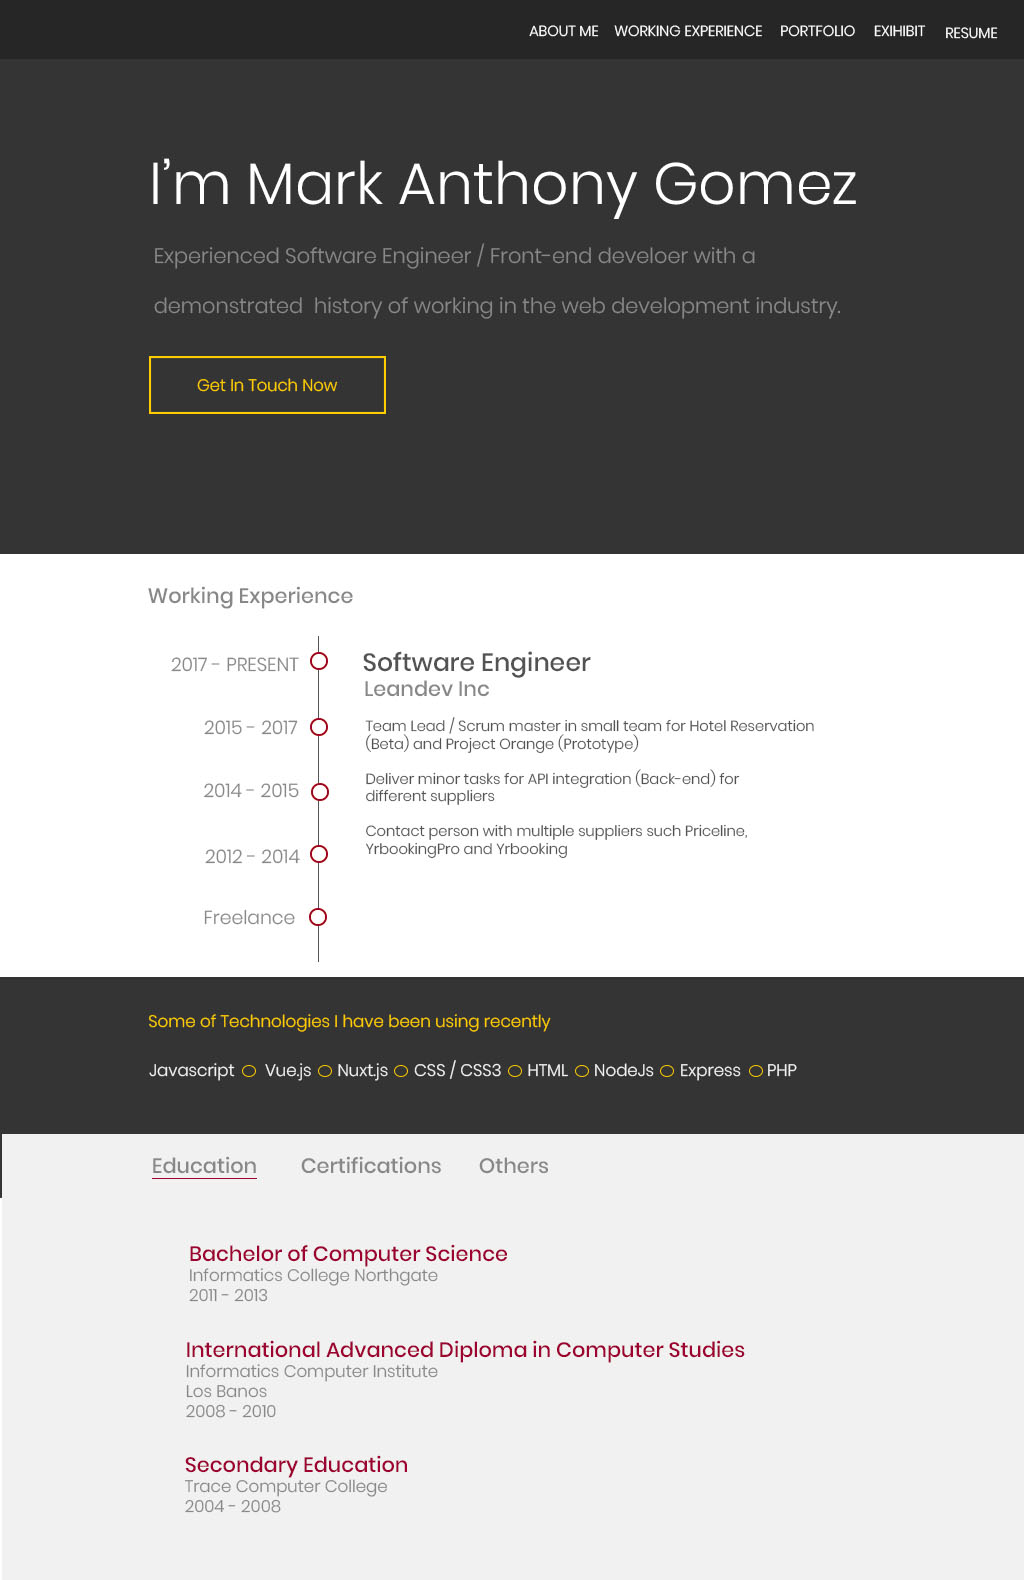 ABOUT ME WORKING EXPERIENCE PORTFOLIO EXIHIBIT RESUME
I'm Mark Anthony Gomez
Experienced Software Engineer / Front-end develoer with a
demonstrated history of working in the web development industry.
Get In Touch Now
Working Experience
2017 - PRESENT
2015 - 2017
2014 - 2015
2012 - 2014
Freelance
Software Engineer
Leandev Inc
Team Lead / Scrum master in small team for Hotel Reservation
(Beta) and Project Orange (Prototype)
Deliver minor tasks for API integration (Back-end) for
different suppliers
Contact person with multiple suppliers such Priceline,
YrbookingPro and Yrbooking
Some of Technologies I have been using recently
Javascript Vue.js Nuxt.js CSS / CSS3 HTML NodeJs Express PHP
Education Certifications Others
Bachelor of Computer Science
Informatics College Northgate
2011 - 2013
International Advanced Diploma in Computer Studies
Informatics Computer Institute
Los Banos
2008 - 2010
Secondary Education
Trace Computer College
2004 - 2008